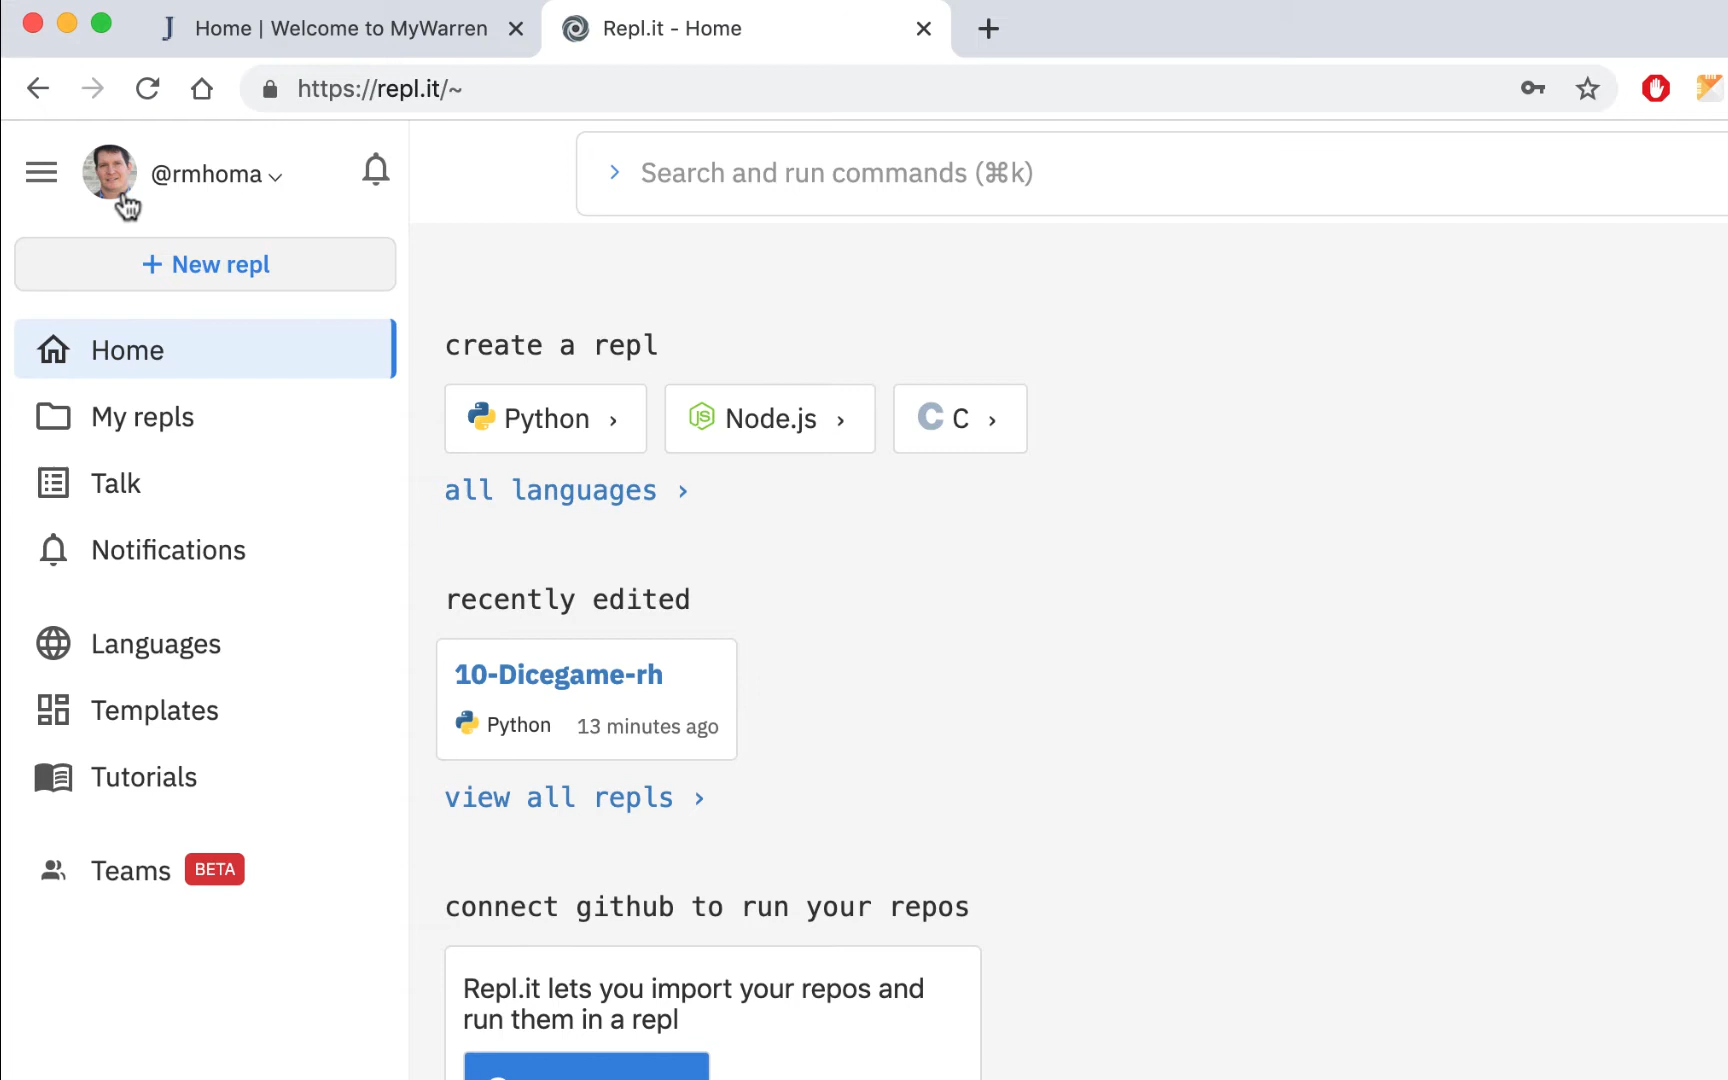 Home | Welcome to MyWarren
Repl.it - Home
https://repl.it/~
@rmhoma
Search and run commands (⌘k)
+ New repl
Home
My repls
Talk
Notifications
Languages
Templates
Tutorials
Teams BETA
create a repl
Python ›
JS Node.js ›
C C ›
all languages ›
recently edited
10-Dicegame-rh
Python 13 minutes ago
view all repls ›
connect github to run your repos
Repl.it lets you import your repos and
run them in a repl